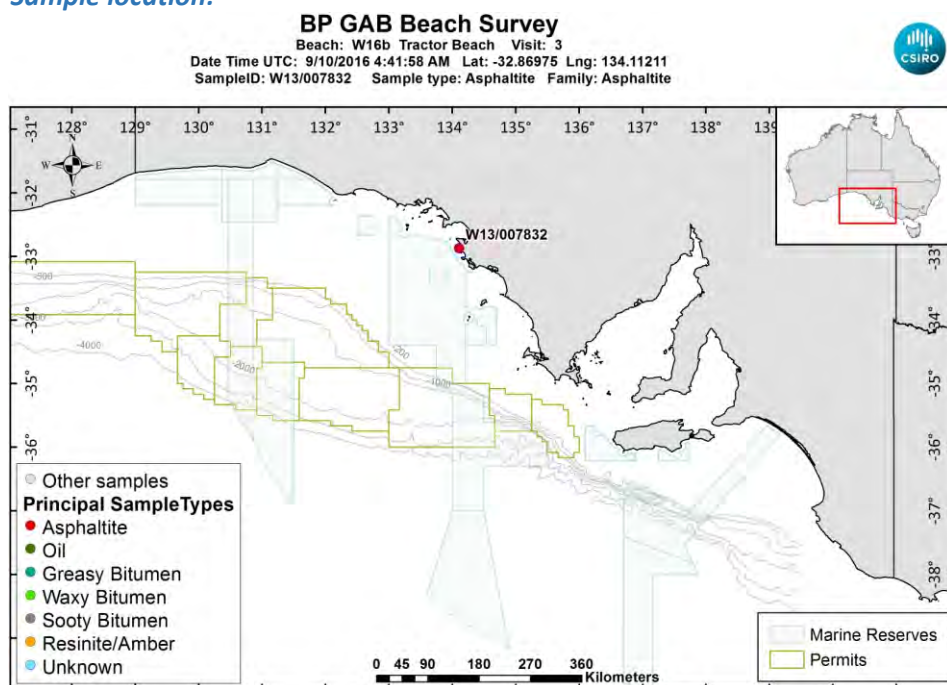 Sample location:
BP GAB Beach Survey
Beach: W16b Tractor Beach Visit: 3
Date Time UTC: 9/10/2016 4:41:58 AM Lat: -32.86975 Lng: 134.11211
SampleID: W13/007832 Sample type: Asphaltite Family: Asphaltite
CSIRO
128° 129° 130° 131° 132° 133° 134° 135° 136° 137° 138° 139
-31°
-32°
-33°
-34°
-35°
-36°
-37°
-38°
N
W E
S
W13/007832
-33°
-34°
-35°
-36°
-37°
-38°
-200
-1000
-2000
-4000
Other samples
Principal SampleTypes
Asphaltite
Oil
Greasy Bitumen
Waxy Bitumen
Sooty Bitumen
Resinite/Amber
Unknown
0 45 90 180 270 360
Kilometers
Marine Reserves
Permits